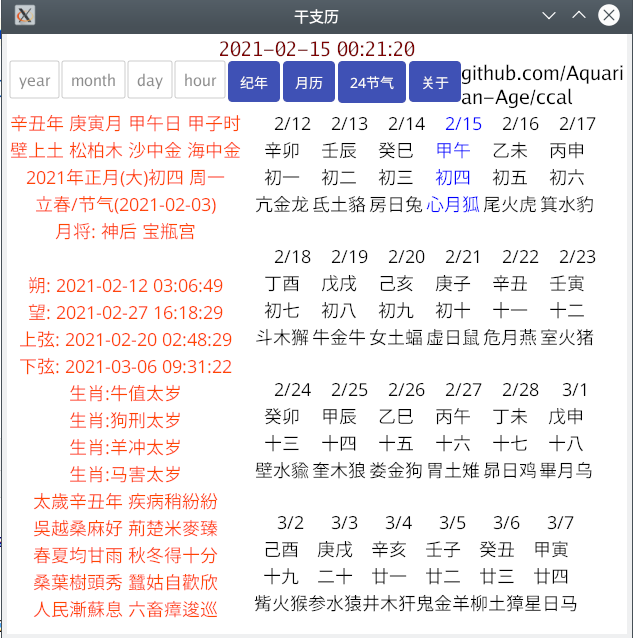 干支历
2021-02-15 00:21:20
year month day hour 纪年 月历 24节气 关于 github.com/Aquari
an-Age/ccal
辛丑年 庚寅月 甲午日 甲子时
壁上土 松柏木 沙中金 海中金
2021年正月(大)初四 周一
立春/节气(2021-02-03)
月将: 神后 宝瓶宫
朔: 2021-02-12 03:06:49
望: 2021-02-27 16:18:29
上弦: 2021-02-20 02:48:29
下弦: 2021-03-06 09:31:22
生肖:牛值太岁
生肖:狗刑太岁
生肖:羊冲太岁
生肖:马害太岁
太歲辛丑年 疾病稍紛紛
吳越桑麻好 荊楚米麥臻
春夏均甘雨 秋冬得十分
桑葉樹頭秀 蠶姑自歡欣
人民漸蘇息 六畜瘴逡巡
2/12 2/13 2/14 2/15 2/16 2/17
辛卯 壬辰 癸巳 甲午 乙未 丙申
初一 初二 初三 初四 初五 初六
亢金龙 氐土貉 房日兔 心月狐 尾火虎 箕水豹
2/18 2/19 2/20 2/21 2/22 2/23
丁酉 戊戌 己亥 庚子 辛丑 壬寅
初七 初八 初九 初十 十一 十二
斗木獬 牛金牛 女土蝠 虚日鼠 危月燕 室火猪
2/24 2/25 2/26 2/27 2/28 3/1
癸卯 甲辰 乙巳 丙午 丁未 戊申
十三 十四 十五 十六 十七 十八
壁水貐 奎木狼 娄金狗 胃土雉 昴日鸡 畢月乌
3/2 3/3 3/4 3/5 3/6 3/7
己酉 庚戌 辛亥 壬子 癸丑 甲寅
十九 二十 廿一 廿二 廿三 廿四
觜火猴 参水猿 井木犴 鬼金羊 柳土獐 星日马